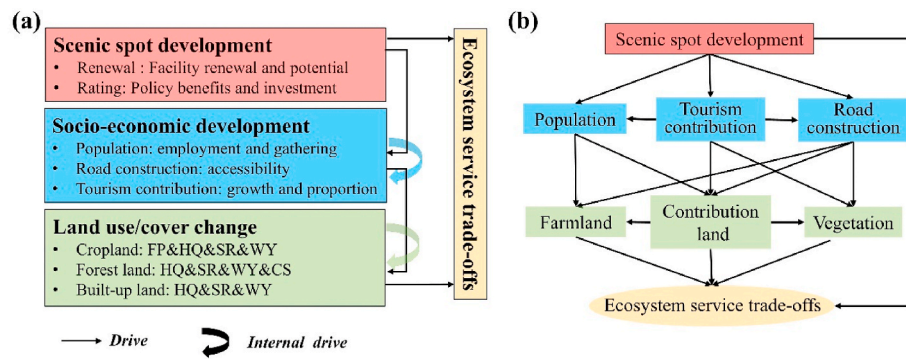 (a)
Scenic spot development
• Renewal : Facility renewal and potential
• Rating: Policy benefits and investment
Socio-economic development
• Population: employment and gathering
• Road construction: accessibility
• Tourism contribution: growth and proportion
Land use/cover change
• Cropland: FP&HQ&SR&WY
• Forest land: HQ&SR&WY&CS
• Built-up land: HQ&SR&WY
Ecosystem service trade-offs
Drive
Internal drive
(b)
Scenic spot development
Population
Tourism
contribution
Road
construction
Farmland
Contribution
land
Vegetation
Ecosystem service trade-offs